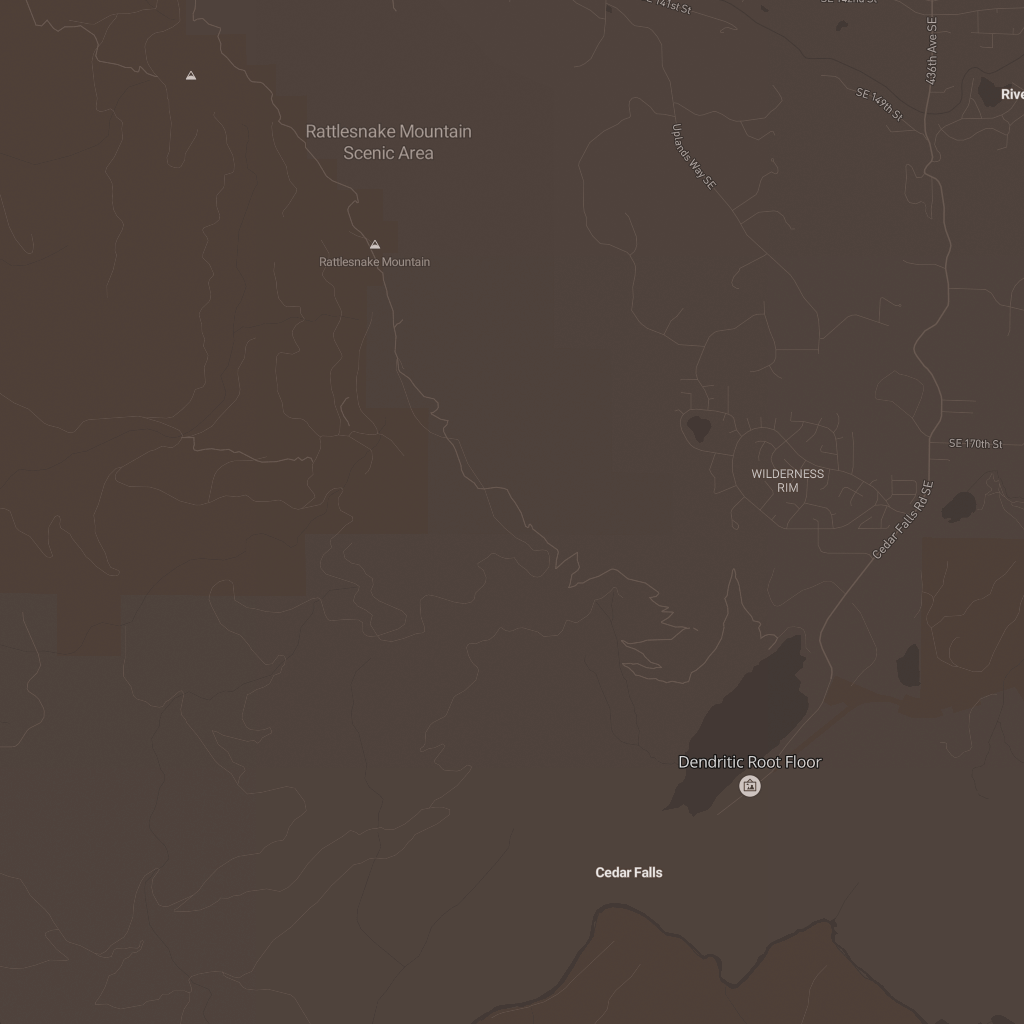 SE 141st St
SE 142nd St
436th Ave SE
Rive
SE 149th St
Rattlesnake Mountain
Scenic Area
Uplands Way SE
Rattlesnake Mountain
SE 170th St
WILDERNESS
RIM
Cedar Falls Rd SE
Dendritic Root Floor
Cedar Falls